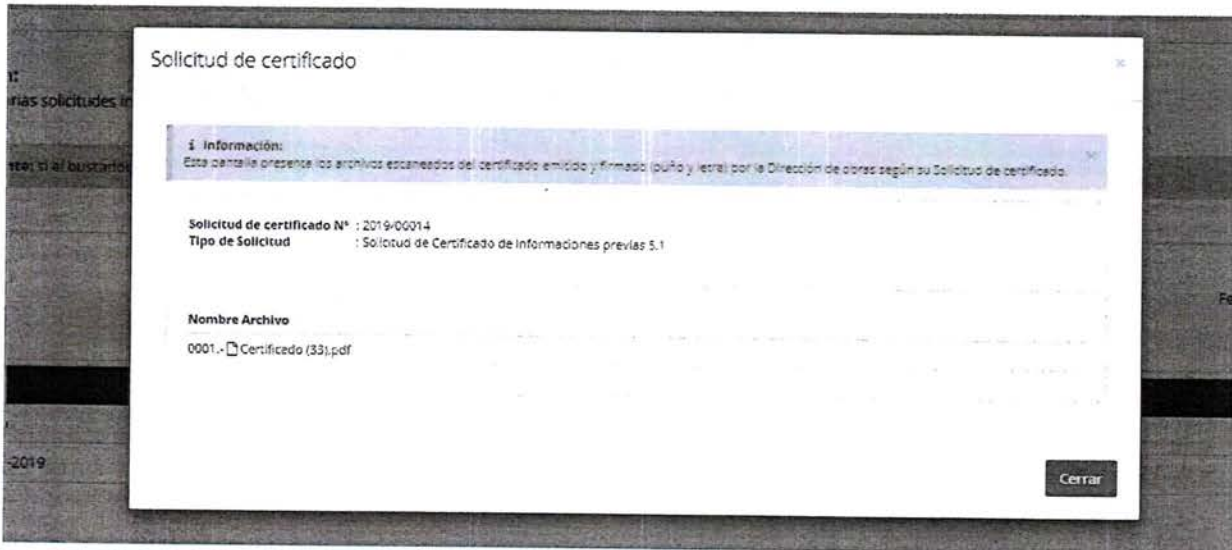 Solicitud de certificado
×
i Información:
Esta pantalla presenta los archivos escaneados del certificado emitido y firmado (puño y letra) por la Dirección de obras según su Solicitud de certificado.
×
Solicitud de certificado N° : 2019/00014
Tipo de Solicitud : Solicitud de Certificado de Informaciones previas 5.1
Nombre Archivo
0001.- Certificado (33).pdf
Cerrar
rias solicitudes
-2019